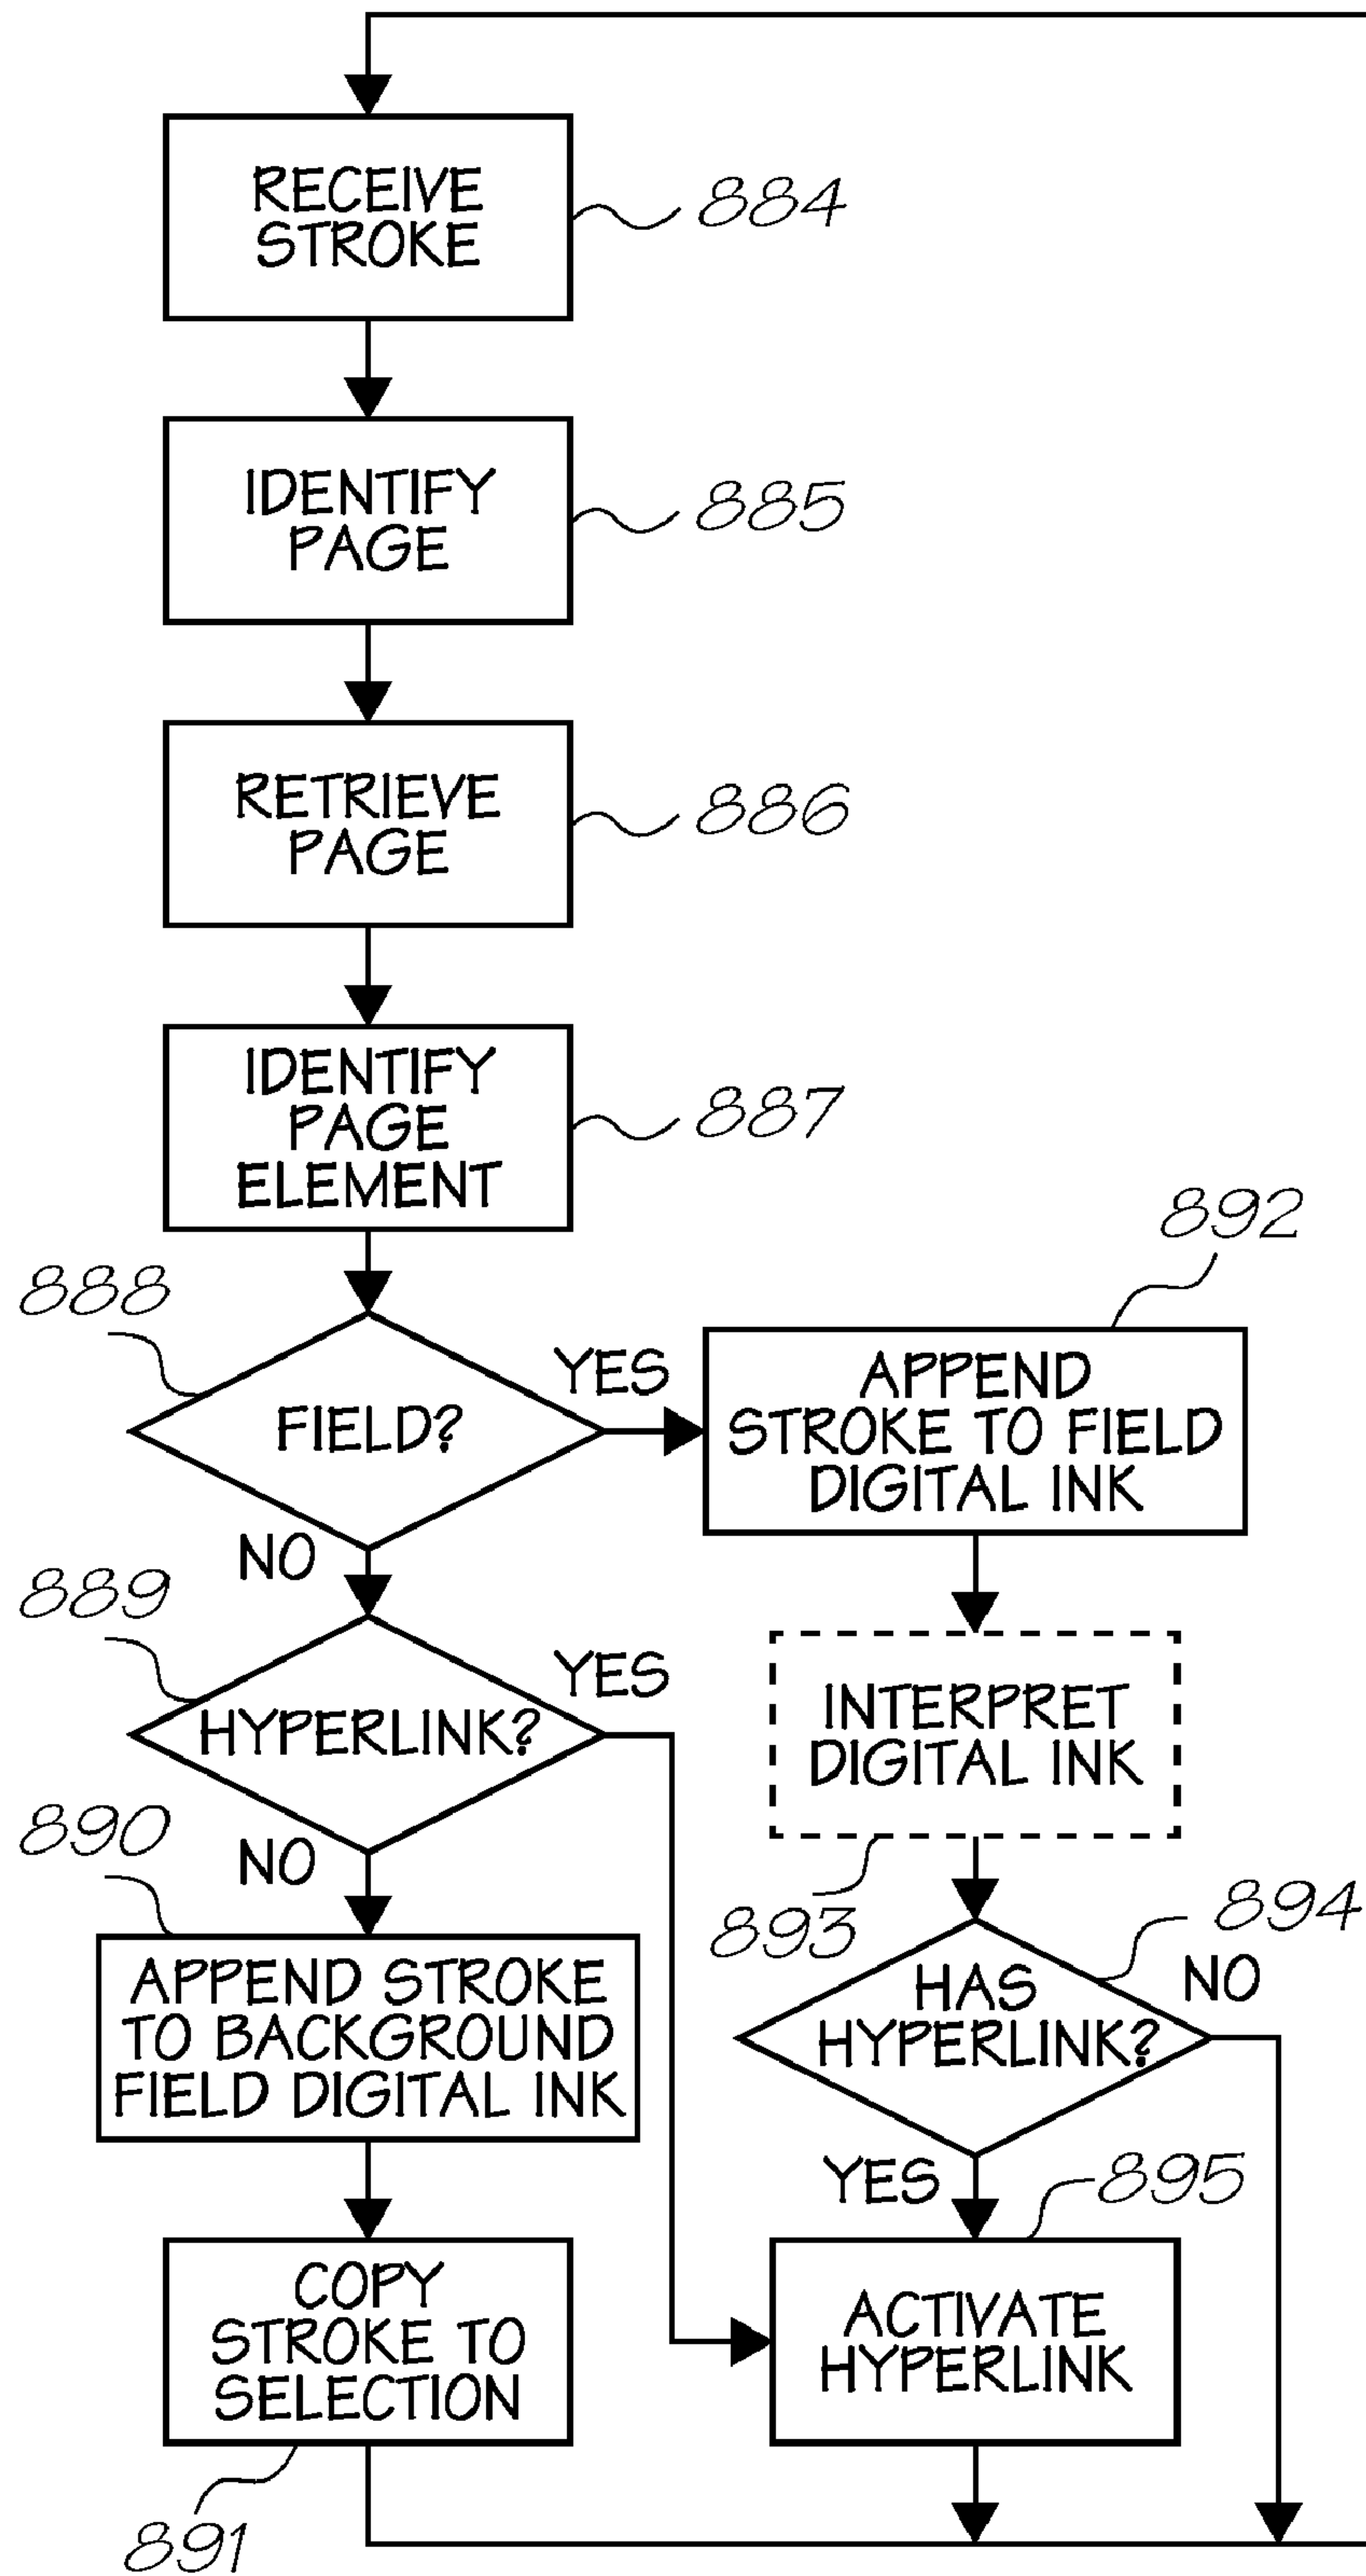 RECEIVE
STROKE
884
IDENTIFY
PAGE
885
RETRIEVE
PAGE
886
IDENTIFY
PAGE
ELEMENT
887
888
FIELD?
YES
NO
892
APPEND
STROKE TO FIELD
DIGITAL INK
889
HYPERLINK?
YES
NO
INTERPRET
DIGITAL INK
893
890
APPEND STROKE
TO BACKGROUND
FIELD DIGITAL INK
894
HAS
HYPERLINK?
NO
YES
895
COPY
STROKE TO
SELECTION
891
ACTIVATE
HYPERLINK